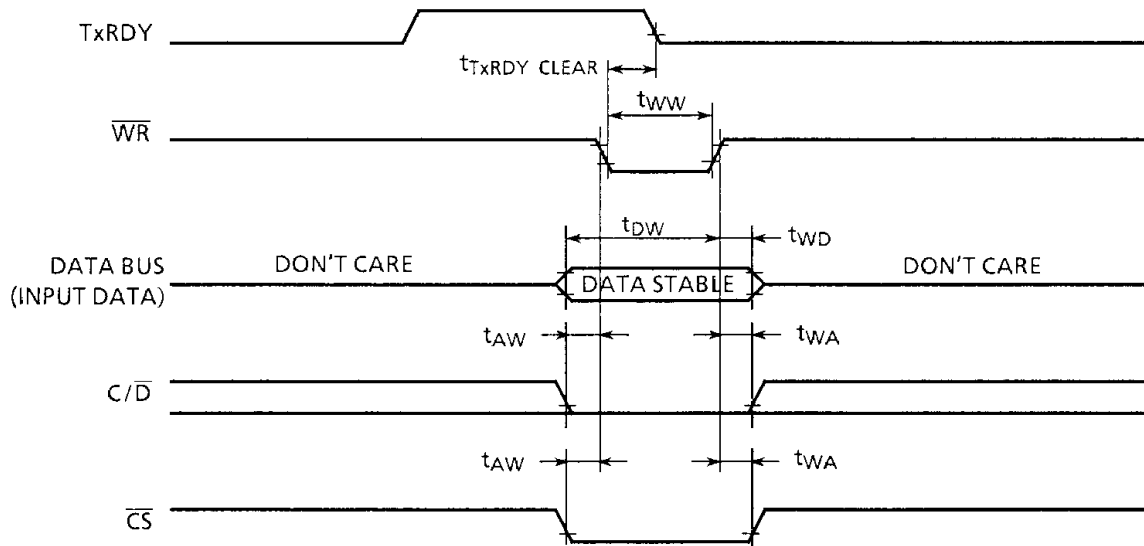 TxRDY
tTxRDY CLEAR
tWW
WR
tDW
tWD
DATA BUS
(INPUT DATA)
DON'T CARE
DATA STABLE
DON'T CARE
tAW
tWA
C/D
tAW
tWA
CS